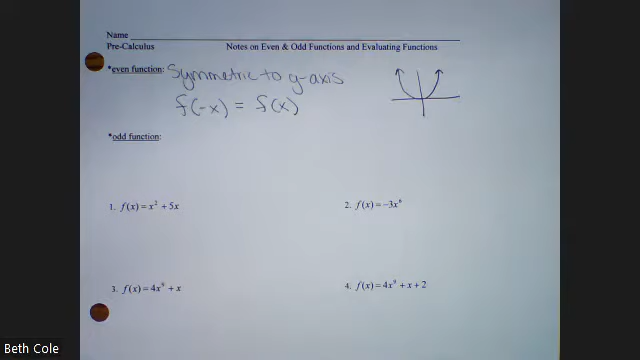 Name
Pre-Calculus Notes on Even & Odd Functions and Evaluating Functions
*even function: Symmetric to y-axis
f(-x) = f(x)
*odd function:
1. f(x) = x² + 5x 2. f(x) = -3x⁶
3. f(x) = 4x⁹ + x 4. f(x) = 4x⁹ + x + 2
Beth Cole